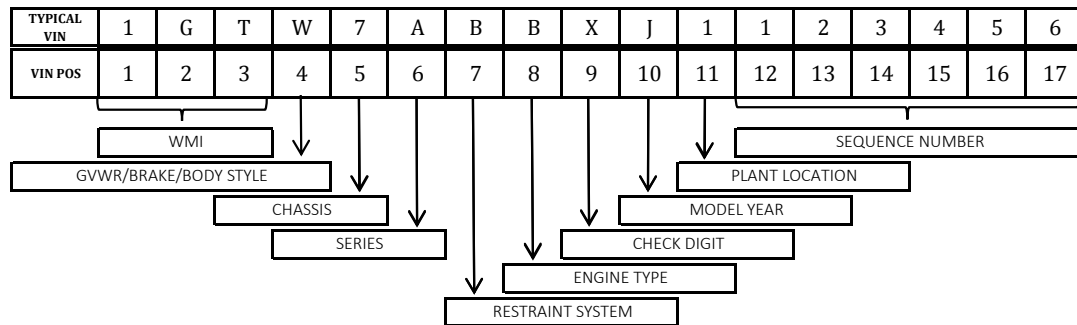 TYPICAL VIN 1 G T W 7 A B B X J 1 1 2 3 4 5 6
VIN POS 1 2 3 4 5 6 7 8 9 10 11 12 13 14 15 16 17
WMI SEQUENCE NUMBER
GVWR/BRAKE/BODY STYLE PLANT LOCATION
CHASSIS MODEL YEAR
SERIES CHECK DIGIT
ENGINE TYPE
RESTRAINT SYSTEM